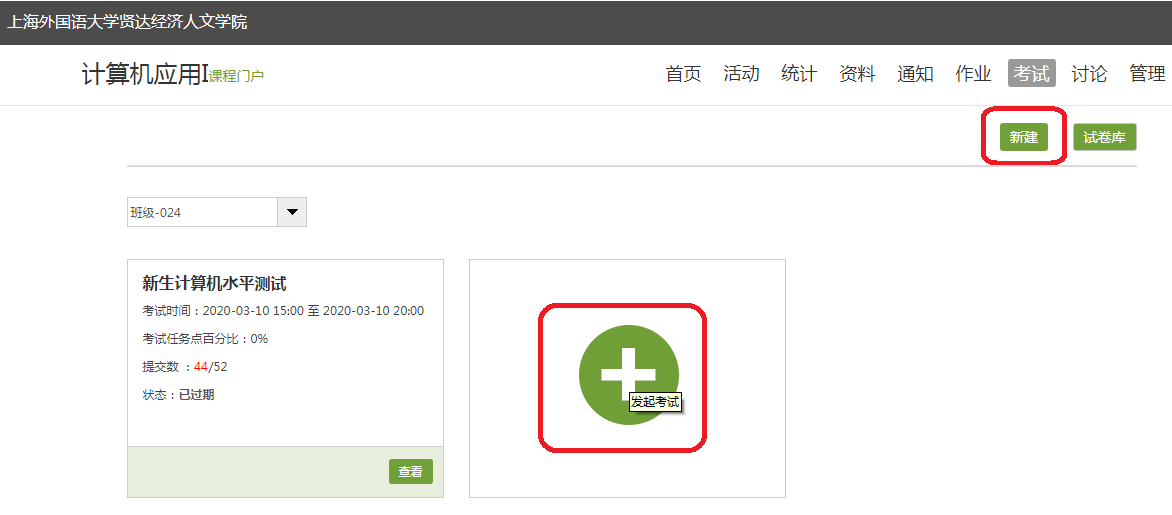 上海外国语大学贤达经济人文学院
计算机应用I课程门户
首页 活动 统计 资料 通知 作业 考试 讨论 管理
新建 试卷库
班级-024
新生计算机水平测试
考试时间：2020-03-10 15:00 至 2020-03-10 20:00
考试任务点百分比：0%
提交数 ：44/52
状态：已过期
查看
发起考试